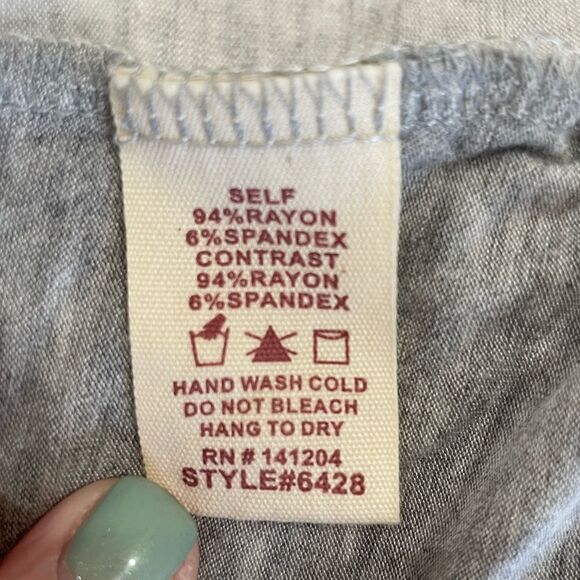 SELF
94%RAYON
6%SPANDEX
CONTRAST
94%RAYON
6%SPANDEX
HAND WASH COLD
DO NOT BLEACH
HANG TO DRY
RN # 141204
STYLE#6428